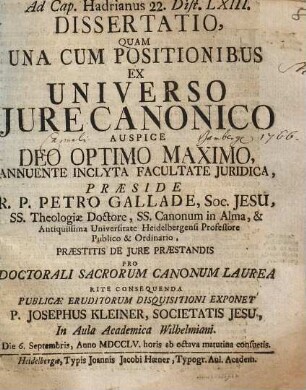 Ad Cap. Hadrianus 22. Dist. LXIII.
DISSERTATIO,
QUAM
UNA CUM POSITIONIBUS
EX
UNIVERSO
JURE CANONICO
AUSPICE 1766.
DEO OPTIMO MAXIMO,
ANNUENTE INCLYTA FACULTATE JURIDICA,
PRÆSIDE
R. P. PETRO GALLADE, Soc. JESU,
SS. Theologiæ Doctore, SS. Canonum in Alma, &
Antiquissima Universitate Heidelbergensi Professore
Publico & Ordinario,
PRÆSTITIS DE JURE PRÆSTANDIS
PRO
DOCTORALI SACRORUM CANONUM LAUREA
RITE CONSEQUENDA
PUBLICÆ ERUDITORUM DISQUISITIONI EXPONET
P. JOSEPHUS KLEINER, SOCIETATIS JESU,
In Aula Academica Wilhelmiani.
Die 6. Septembris, Anno MDCCLV. horis ab octava matutina consuetis.
Heidelbergæ, Typis Joannis Jacobi Hæner, Typogr. Aul. Academ.